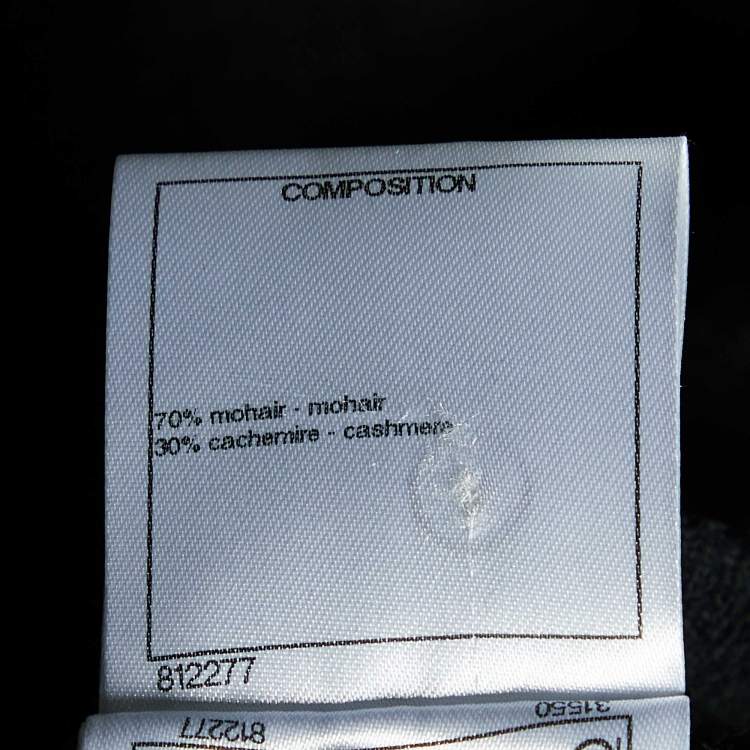 COMPOSITION
70% mohair - mohair
30% cachemire - cashmere
812277
812277
31550